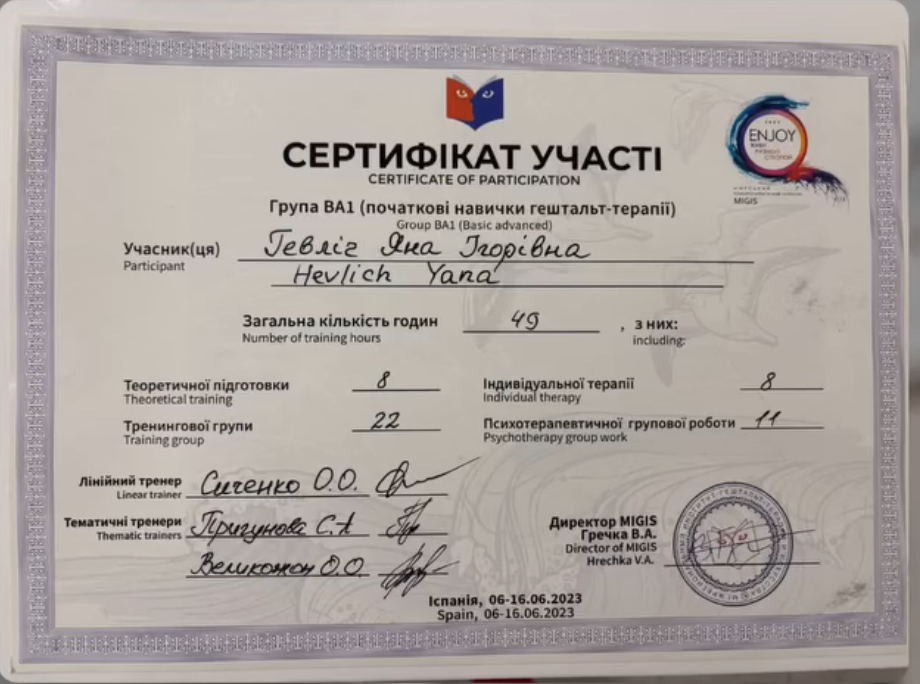 ENJOY
ЖИВИ
MIGIS
СЕРТИФІКАТ УЧАСТІ
CERTIFICATE OF PARTICIPATION
Група BA1 (початкові навички гештальт-терапії)
Group BA1 (Basic advanced)
Учасник(ця) Гевліг Яна Ігорівна
Participant
Hevlich Yana
Загальна кількість годин 49 , з них:
Number of training hours including:
Теоретичної підготовки 8
Theoretical training
Індивідуальної терапії 8
Individual therapy
Тренингової групи 22
Training group
Психотерапевтичної групової роботи 11
Psychotherapy group work
Лінійний тренер Сиченко О.О.
Linear trainer
Тематичні тренери Пригунова С.А
Thematic trainers
О.О.
Директор MIGIS
Гречка В.А.
Director of MIGIS
Hrechka V.A.
Іспанія, 06-16.06.2023
Spain, 06-16.06.2023